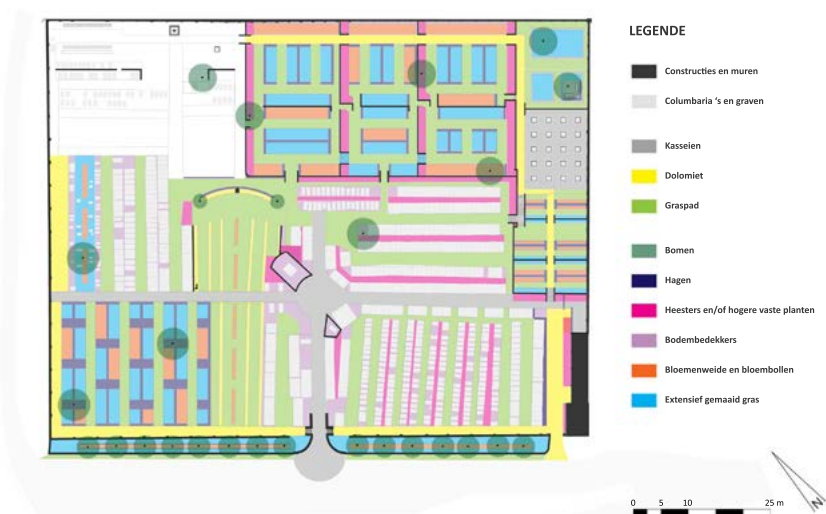 LEGENDE
Constructies en muren
Columbaria 's en graven
Kasseien
Dolomiet
Graspad
Bomen
Hagen
Heesters en/of hogere vaste planten
Bodembedekkers
Bloemenweide en bloembollen
Extensief gemaaid gras
N
0 5 10 25 m